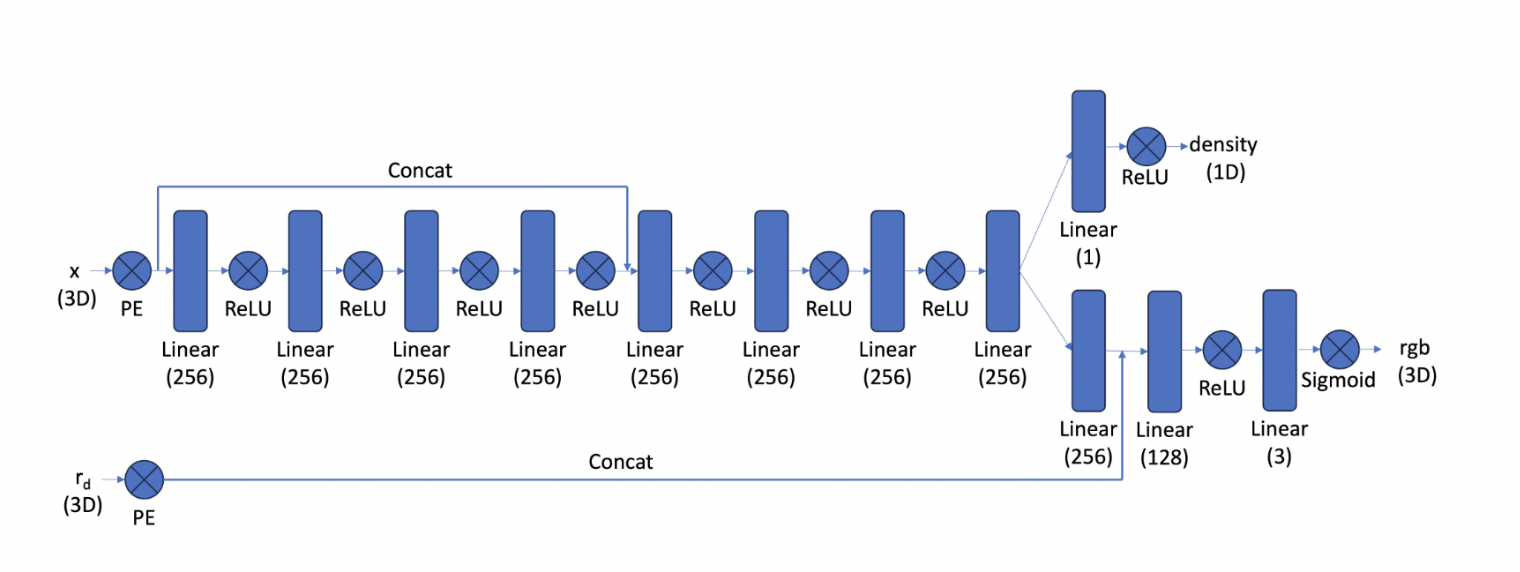 Concat
x
(3D)
PE
ReLU
ReLU
ReLU
ReLU
ReLU
ReLU
ReLU
Linear
(256)
Linear
(256)
Linear
(256)
Linear
(256)
Linear
(256)
Linear
(256)
Linear
(256)
Linear
(256)
Linear
(1)
ReLU
density
(1D)
Linear
(256)
Linear
(128)
ReLU
Linear
(3)
Sigmoid
rgb
(3D)
Concat
rd
(3D)
PE